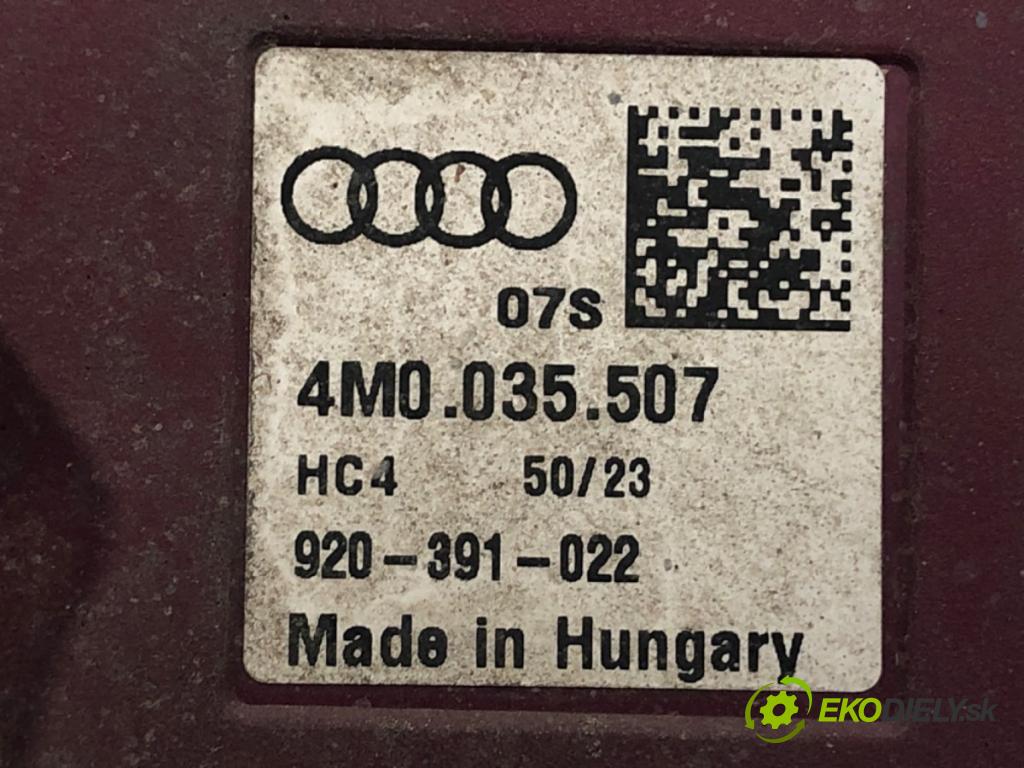 07S
4M0.035.507
HC4 50/23
920-391-022
Made in Hungary
EKODIELY.sk